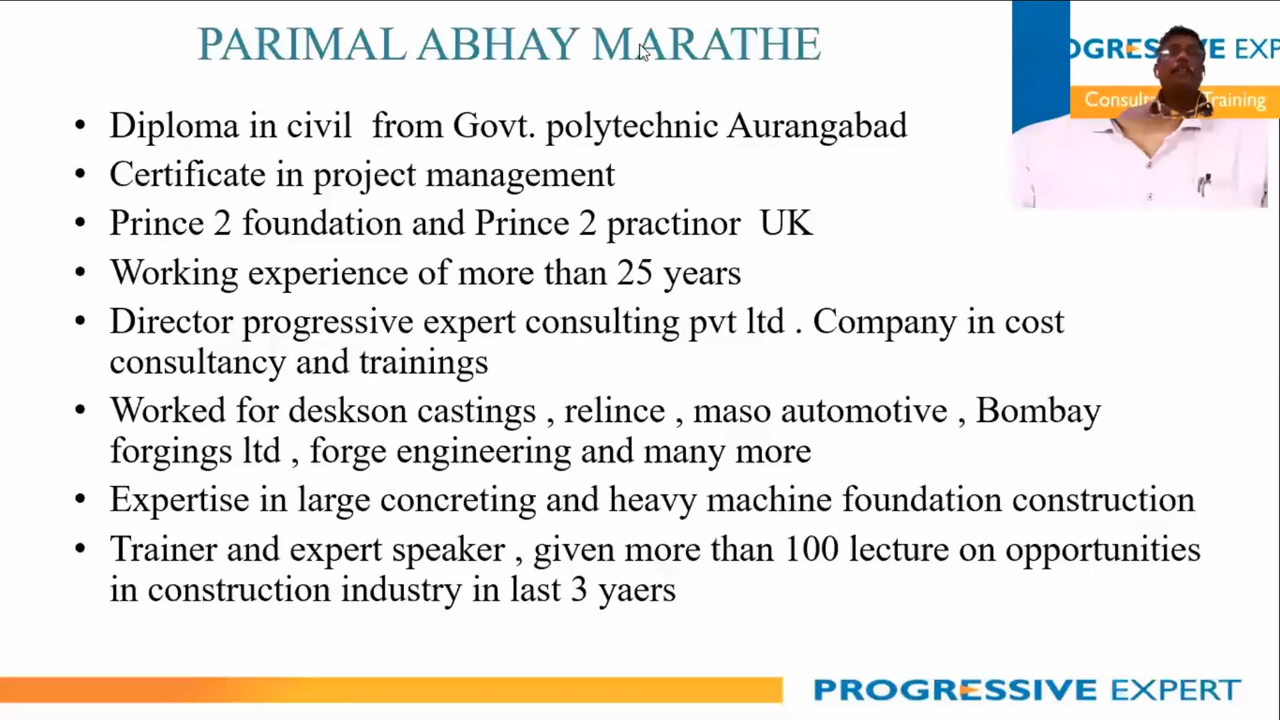 PARIMAL ABHAY MARATHE
• Diploma in civil from Govt. polytechnic Aurangabad
• Certificate in project management
• Prince 2 foundation and Prince 2 practinor UK
• Working experience of more than 25 years
• Director progressive expert consulting pvt ltd . Company in cost
consultancy and trainings
• Worked for deskson castings , relince , maso automotive , Bombay
forgings ltd , forge engineering and many more
• Expertise in large concreting and heavy machine foundation construction
• Trainer and expert speaker , given more than 100 lecture on opportunities
in construction industry in last 3 yaers
Training
PROGRESSIVE EXPERT